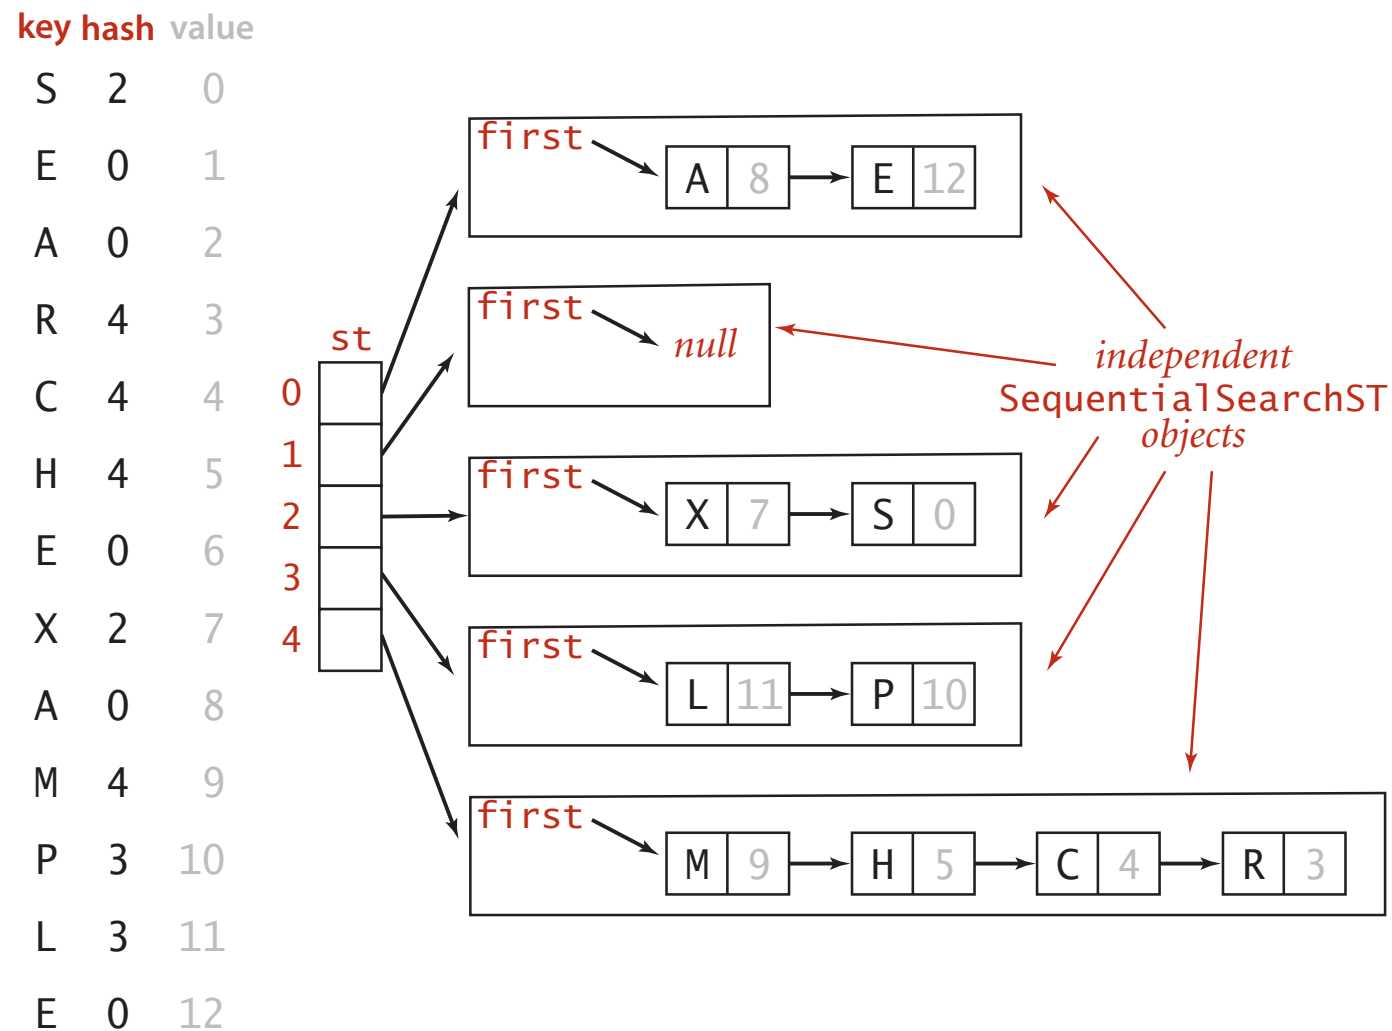 key hash value
S 2 0
E 0 1
A 0 2
R 4 3
C 4 4
H 4 5
E 0 6
X 2 7
A 0 8
M 4 9
P 3 10
L 3 11
E 0 12
st
0
1
2
3
4
first
A 8 E 12
first
null
first
X 7 S 0
first
L 11 P 10
first
M 9 H 5 C 4 R 3
independent
SequentialSearchST
objects